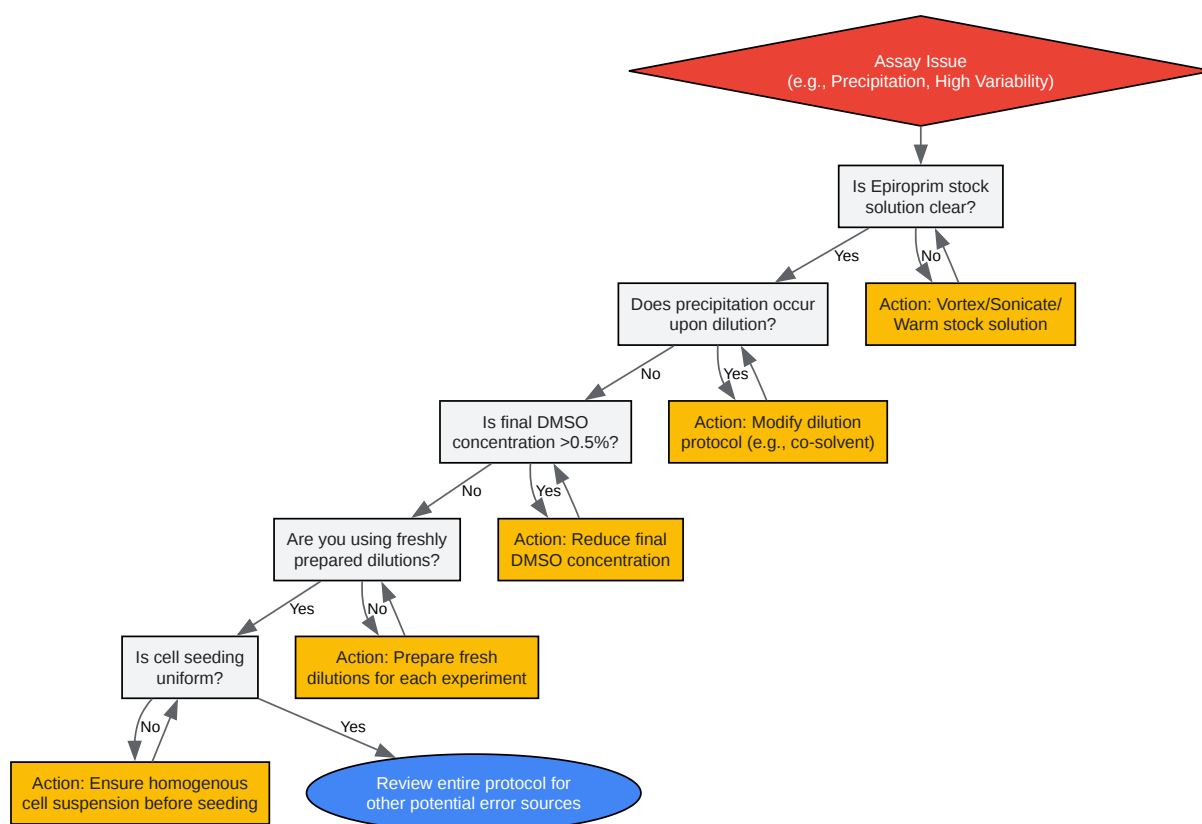 Assay Issue
(e.g., Precipitation, High Variability)
Is Epiroprim stock
solution clear?
Yes
No
Does precipitation occur
upon dilution?
Action: Vortex/Sonicate/
Warm stock solution
No
Yes
Is final DMSO
concentration >0.5%?
Action: Modify dilution
protocol (e.g., co-solvent)
No
Yes
Are you using freshly
prepared dilutions?
Action: Reduce final
DMSO concentration
Yes
No
Is cell seeding
uniform?
Action: Prepare fresh
dilutions for each experiment
No
Yes
Action: Ensure homogenous
cell suspension before seeding
Review entire protocol for
other potential error sources